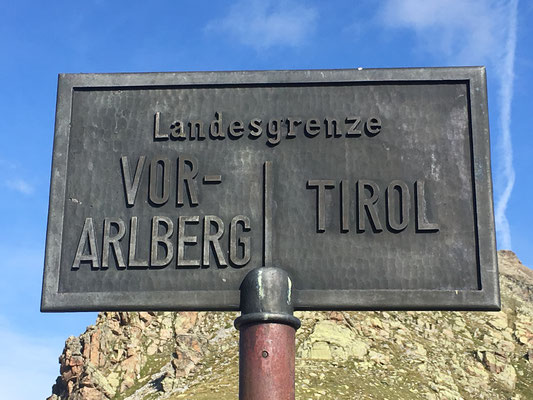 Landesgrenze
VOR-
ARLBERG
TIROL